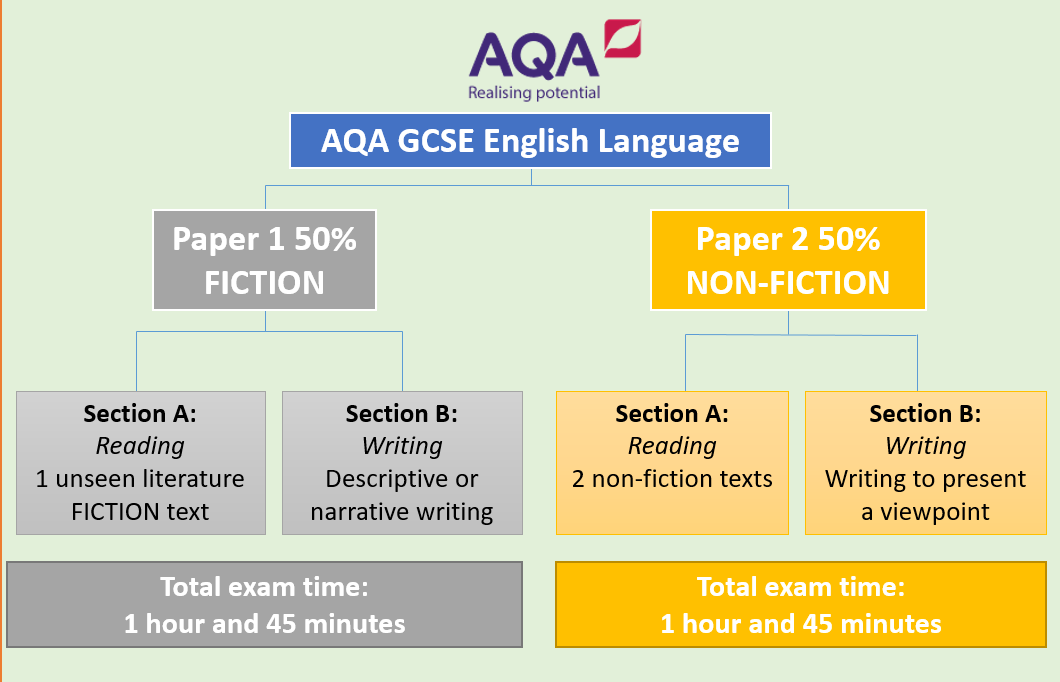 AQA
Realising potential
AQA GCSE English Language
Paper 1 50%
FICTION
Paper 2 50%
NON-FICTION
Section A:
Reading
1 unseen literature
FICTION text
Section B:
Writing
Descriptive or
narrative writing
Section A:
Reading
2 non-fiction texts
Section B:
Writing
Writing to present
a viewpoint
Total exam time:
1 hour and 45 minutes
Total exam time:
1 hour and 45 minutes